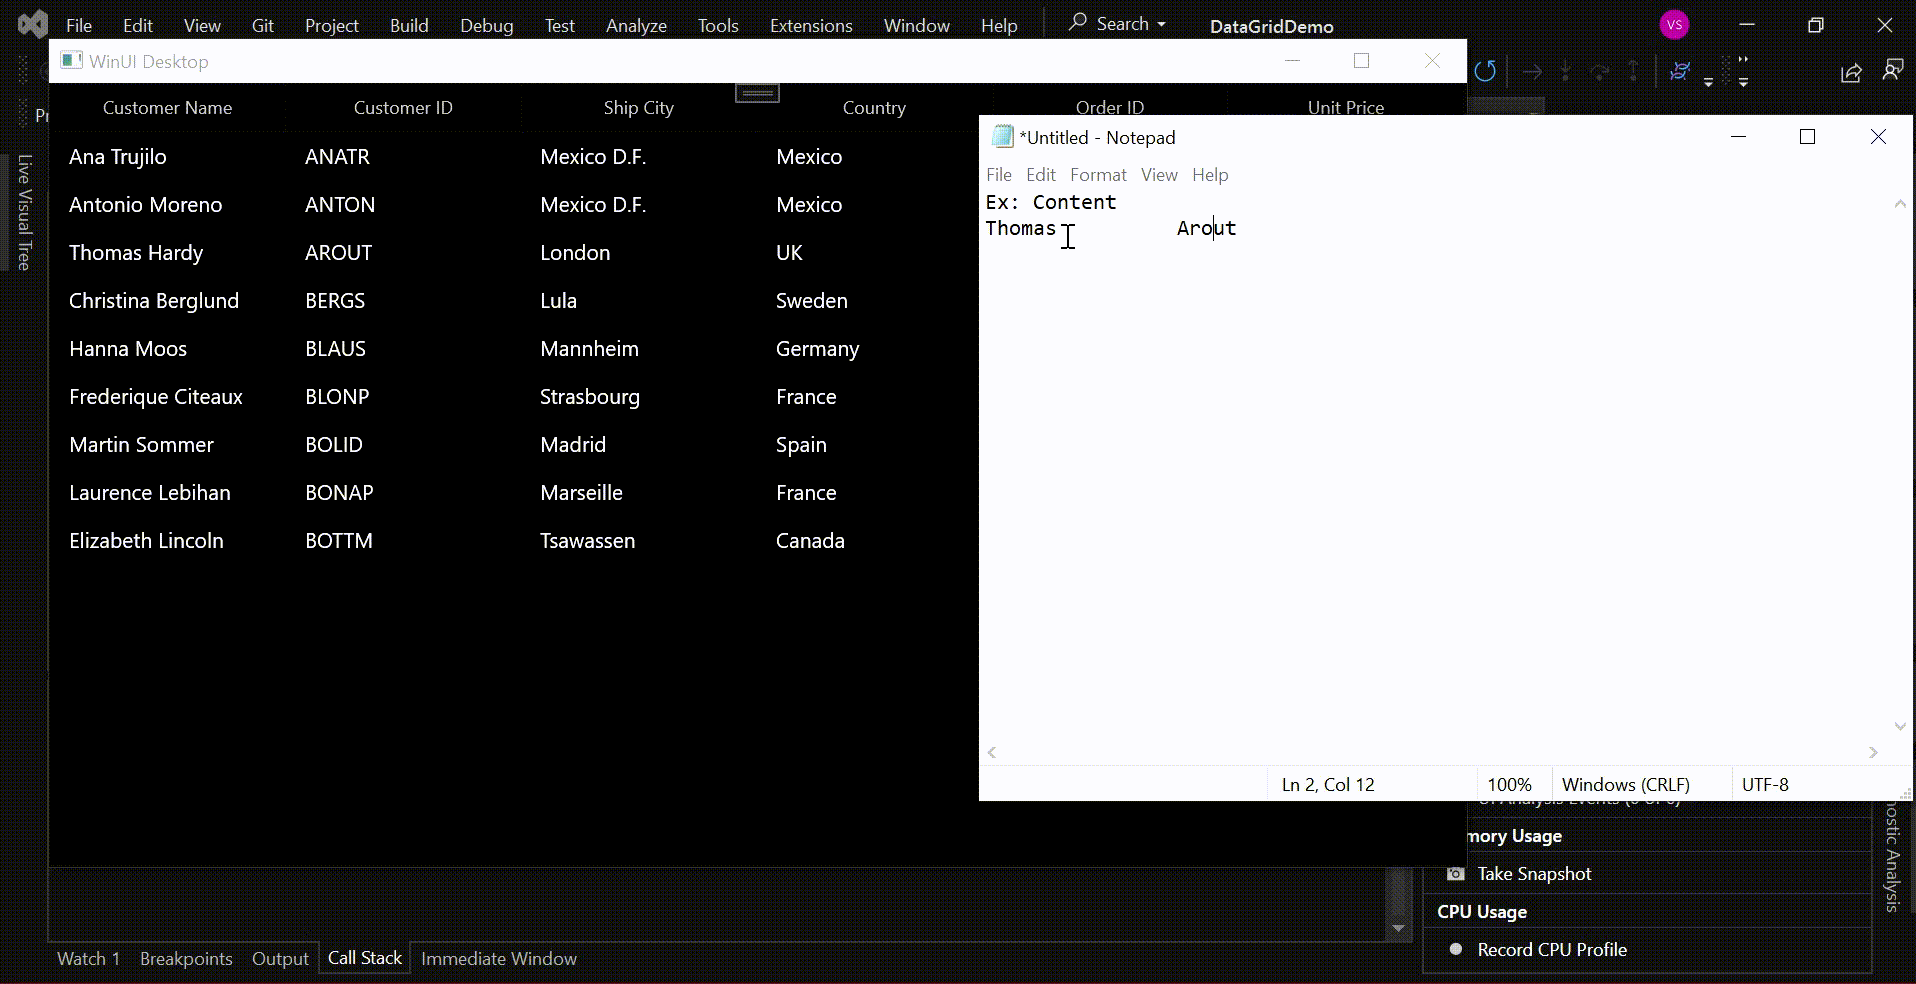 File Edit View Git Project Build Debug Test Analyze Tools Extensions Window Help Search DataGridDemo VS
WinUI Desktop
Customer Name Customer ID Ship City Country Order ID Unit Price
Ana Trujilo ANATR Mexico D.F. Mexico
Antonio Moreno ANTON Mexico D.F. Mexico
Thomas Hardy AROUT London UK
Christina Berglund BERGS Lula Sweden
Hanna Moos BLAUS Mannheim Germany
Frederique Citeaux BLONP Strasbourg France
Martin Sommer BOLID Madrid Spain
Laurence Lebihan BONAP Marseille France
Elizabeth Lincoln BOTTM Tsawassen Canada
Pr
Live Visual Tree
*Untitled - Notepad
File Edit Format View Help
Ex: Content
Thomas Arout
Ln 2, Col 12 100% Windows (CRLF) UTF-8
mory Usage
Take Snapshot
CPU Usage
Record CPU Profile
nostic Analysis
Watch 1 Breakpoints Output Call Stack Immediate Window